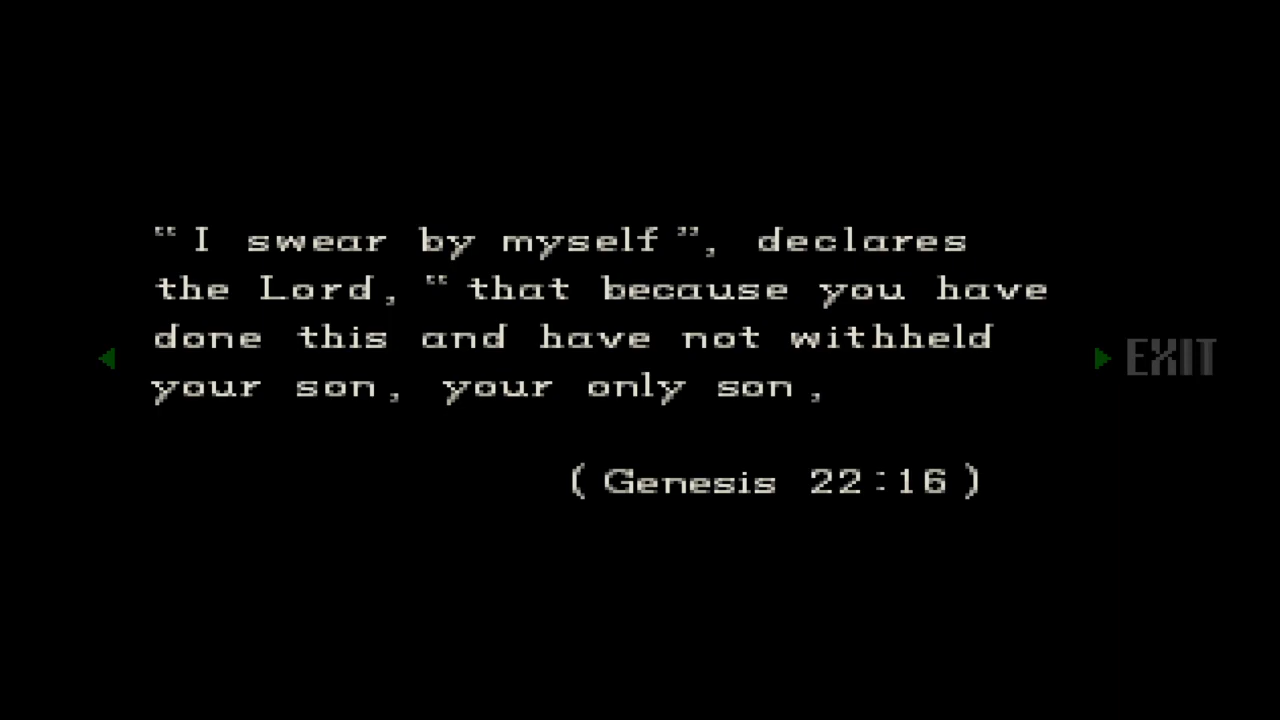 “I swear by myself”, declares
the Lord, “that because you have
done this and have not withheld
your son, your only son,
EXIT
(Genesis 22:16)